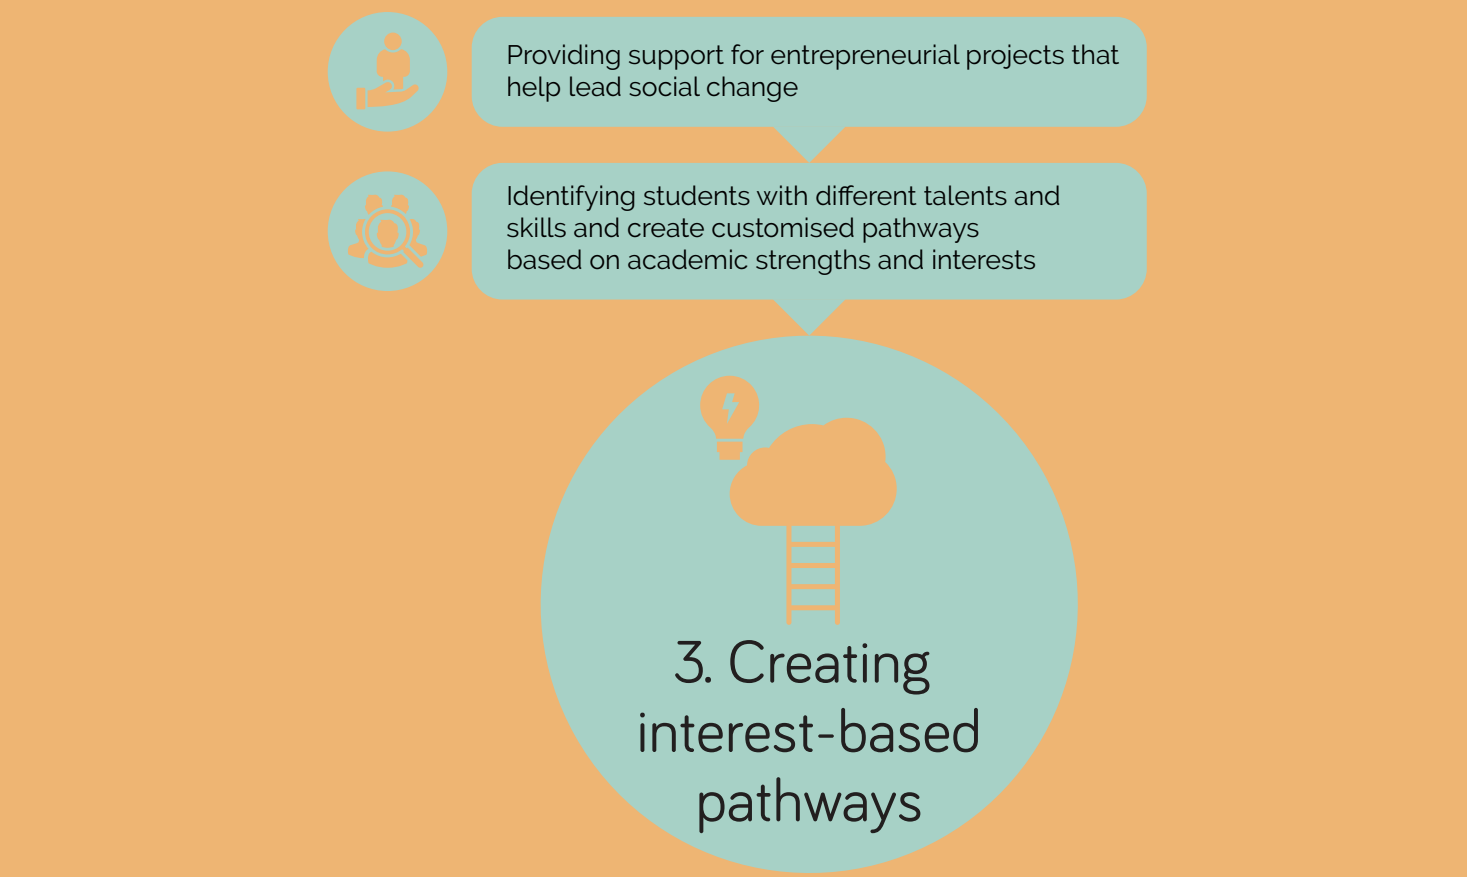 Providing support for entrepreneurial projects that
help lead social change
Identifying students with different talents and
skills and create customised pathways
based on academic strengths and interests
3. Creating
interest-based
pathways